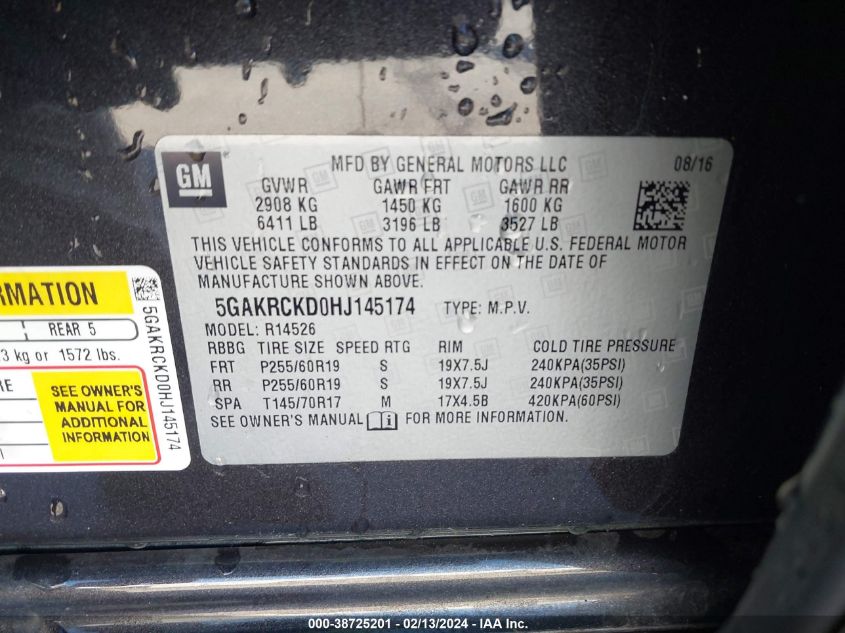 GM
MFD BY GENERAL MOTORS LLC 08/16
GVWR GAWR FRT GAWR RR
2908 KG 1450 KG 1600 KG
6411 LB 3196 LB 3527 LB
THIS VEHICLE CONFORMS TO ALL APPLICABLE U.S. FEDERAL MOTOR
VEHICLE SAFETY STANDARDS IN EFFECT ON THE DATE OF
MANUFACTURE SHOWN ABOVE.
5GAKRCKD0HJ145174 TYPE: M.P.V.
MODEL: R14526
RBBG TIRE SIZE SPEED RTG RIM COLD TIRE PRESSURE
FRT P255/60R19 S 19X7.5J 240KPA(35PSI)
RR P255/60R19 S 19X7.5J 240KPA(35PSI)
SPA T145/70R17 M 17X4.5B 420KPA(60PSI)
SEE OWNER'S MANUAL FOR MORE INFORMATION.
RMATION
REAR 5
3 kg or 1572 lbs.
RE
SEE OWNER'S
MANUAL FOR
ADDITIONAL
INFORMATION
5GAKRCKD0HJ145174
000-38725201 - 02/13/2024 - IAA Inc.